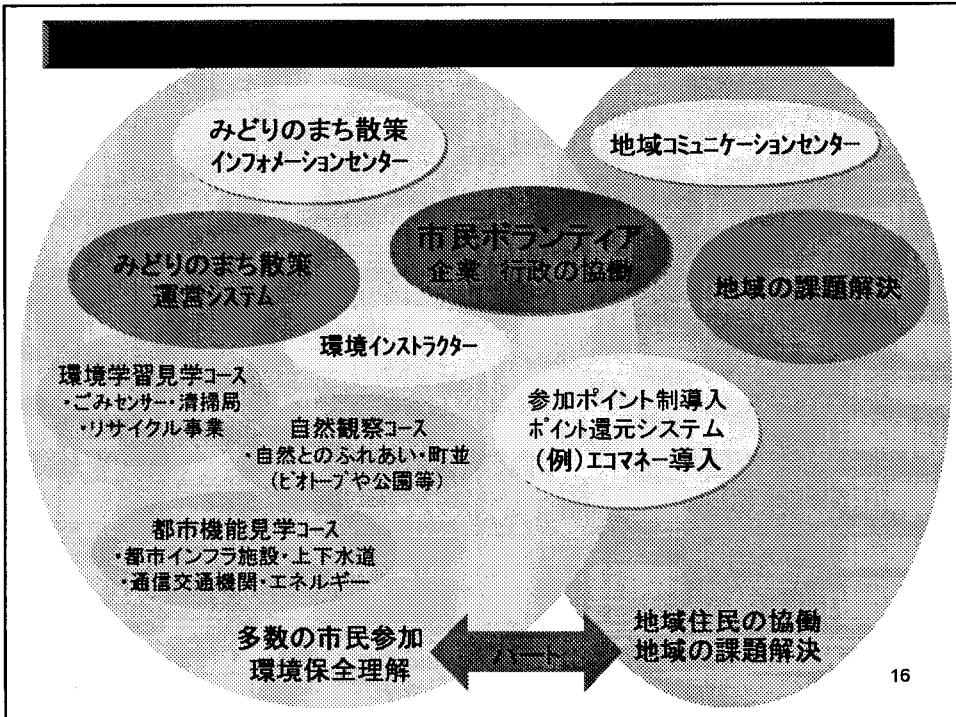 みどりのまち散策
インフォメーションセンター
地域コミュニケーションセンター
市民ボランティア
企業 行政の協働
みどりのまち散策
運営システム
地域の課題解決
環境インストラクター
環境学習見学コース
・ごみセンサー・清掃局
・リサイクル事業
自然観察コース
・自然とのふれあい・町並
(ビオトープや公園等)
参加ポイント制導入
ポイント還元システム
(例)エコマネー導入
都市機能見学コース
・都市インフラ施設・上下水道
・通信交通機関・エネルギー
多数の市民参加
環境保全理解
ハート
地域住民の協働
地域の課題解決
16